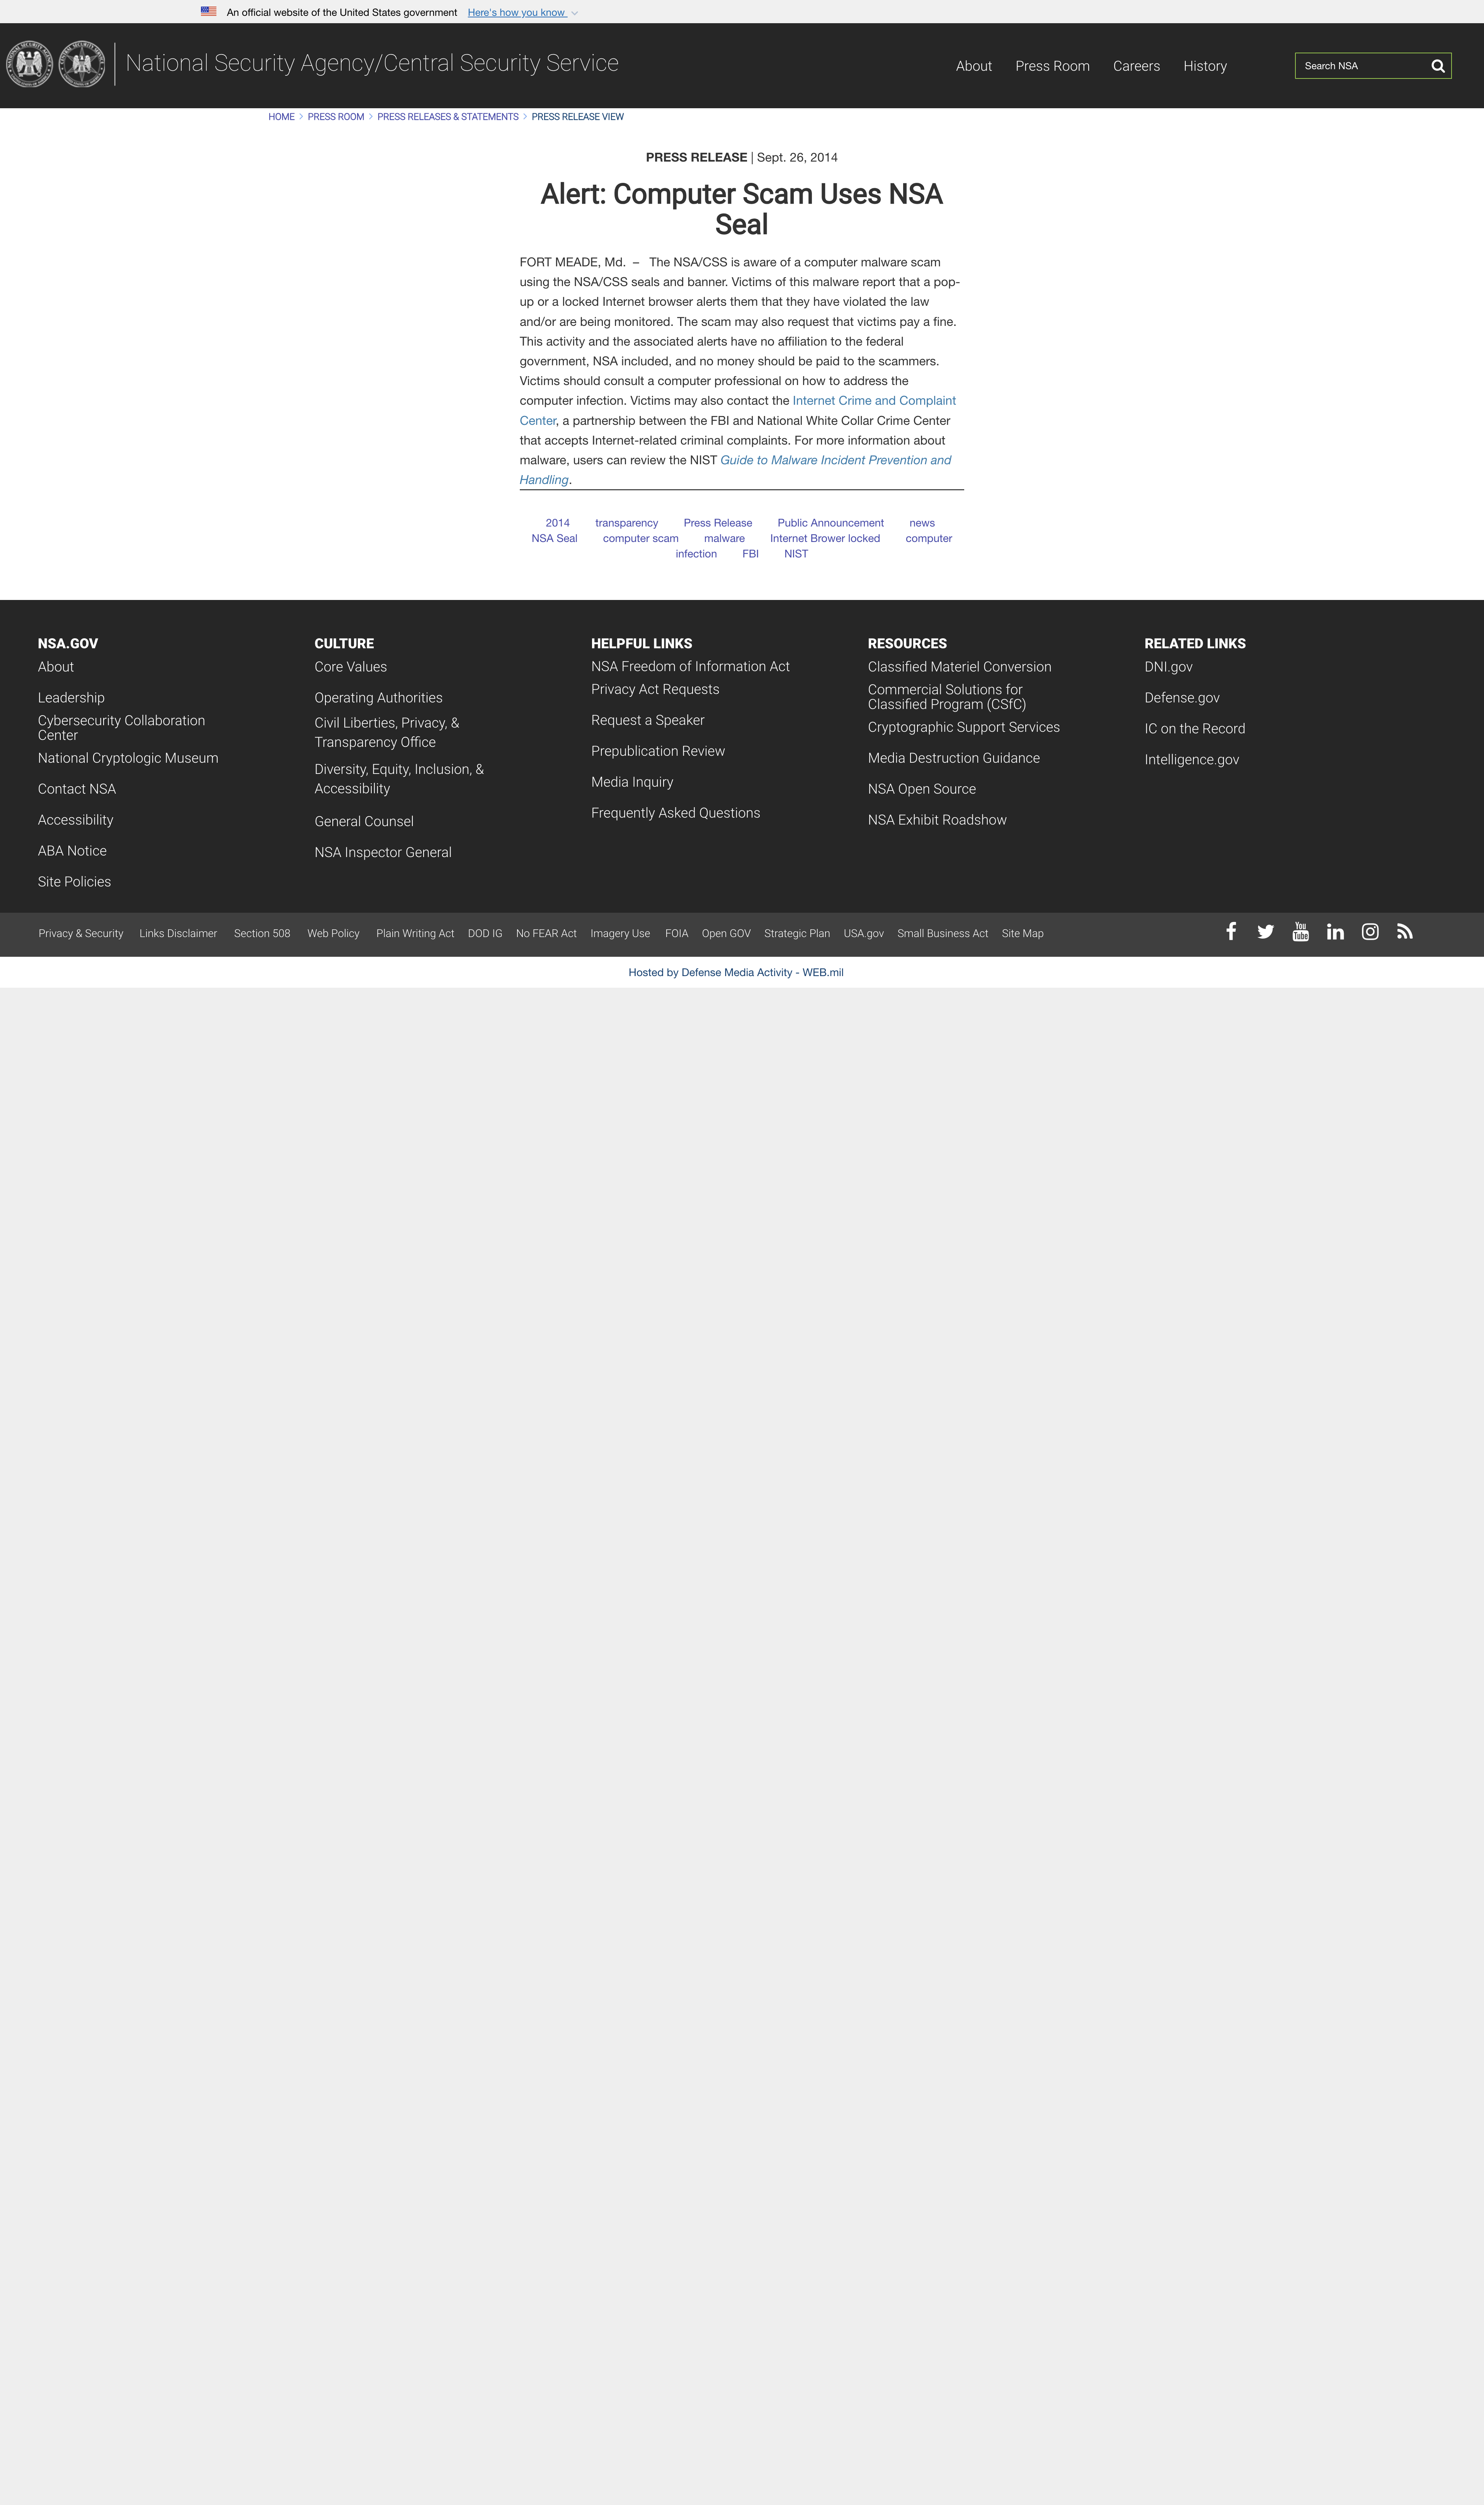 An official website of the United States government Here's how you know
National Security Agency/Central Security Service
About Press Room Careers History
Search NSA
HOME PRESS ROOM PRESS RELEASES & STATEMENTS PRESS RELEASE VIEW
PRESS RELEASE | Sept. 26, 2014
Alert: Computer Scam Uses NSA
Seal
FORT MEADE, Md. – The NSA/CSS is aware of a computer malware scam
using the NSA/CSS seals and banner. Victims of this malware report that a pop-
up or a locked Internet browser alerts them that they have violated the law
and/or are being monitored. The scam may also request that victims pay a fine.
This activity and the associated alerts have no affiliation to the federal
government, NSA included, and no money should be paid to the scammers.
Victims should consult a computer professional on how to address the
computer infection. Victims may also contact the Internet Crime and Complaint
Center, a partnership between the FBI and National White Collar Crime Center
that accepts Internet-related criminal complaints. For more information about
malware, users can review the NIST Guide to Malware Incident Prevention and
Handling.
2014 transparency Press Release Public Announcement news
NSA Seal computer scam malware Internet Brower locked computer
infection FBI NIST
NSA.GOV
About
Leadership
Cybersecurity Collaboration
Center
National Cryptologic Museum
Contact NSA
Accessibility
ABA Notice
Site Policies
CULTURE
Core Values
Operating Authorities
Civil Liberties, Privacy, &
Transparency Office
Diversity, Equity, Inclusion, &
Accessibility
General Counsel
NSA Inspector General
HELPFUL LINKS
NSA Freedom of Information Act
Privacy Act Requests
Request a Speaker
Prepublication Review
Media Inquiry
Frequently Asked Questions
RESOURCES
Classified Materiel Conversion
Commercial Solutions for
Classified Program (CSfC)
Cryptographic Support Services
Media Destruction Guidance
NSA Open Source
NSA Exhibit Roadshow
RELATED LINKS
DNI.gov
Defense.gov
IC on the Record
Intelligence.gov
Privacy & Security Links Disclaimer Section 508 Web Policy Plain Writing Act DOD IG No FEAR Act Imagery Use FOIA Open GOV Strategic Plan USA.gov Small Business Act Site Map
You
Tube
Hosted by Defense Media Activity - WEB.mil